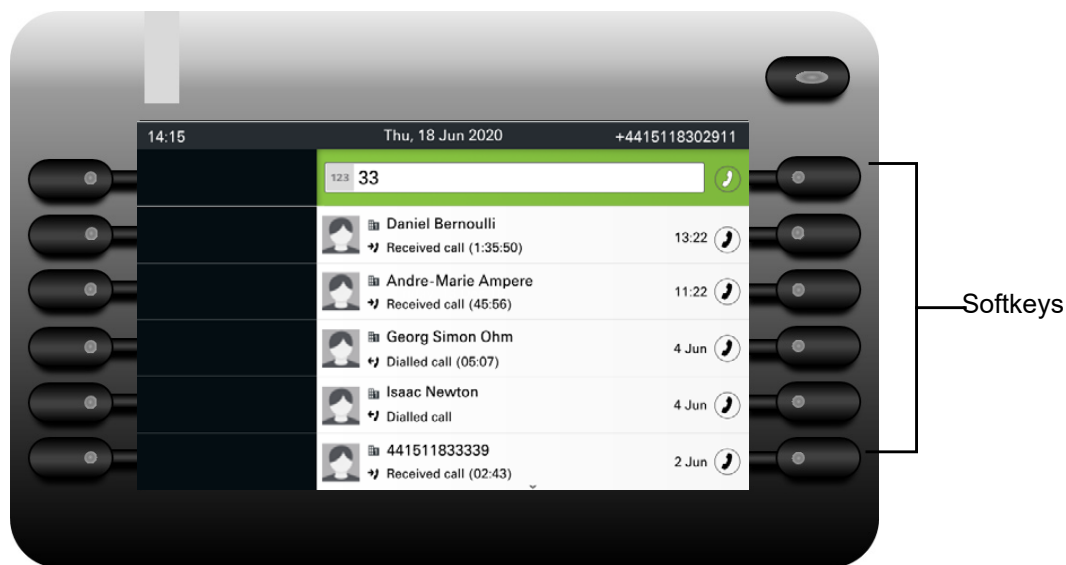 14:15 Thu, 18 Jun 2020 +4415118302911
123 33
Daniel Bernoulli
Received call (1:35:50) 13:22
Andre-Marie Ampere
Received call (45:56) 11:22
Georg Simon Ohm
Dialled call (05:07) 4 Jun
Isaac Newton
Dialled call 4 Jun
441511833339
Received call (02:43) 2 Jun
Softkeys